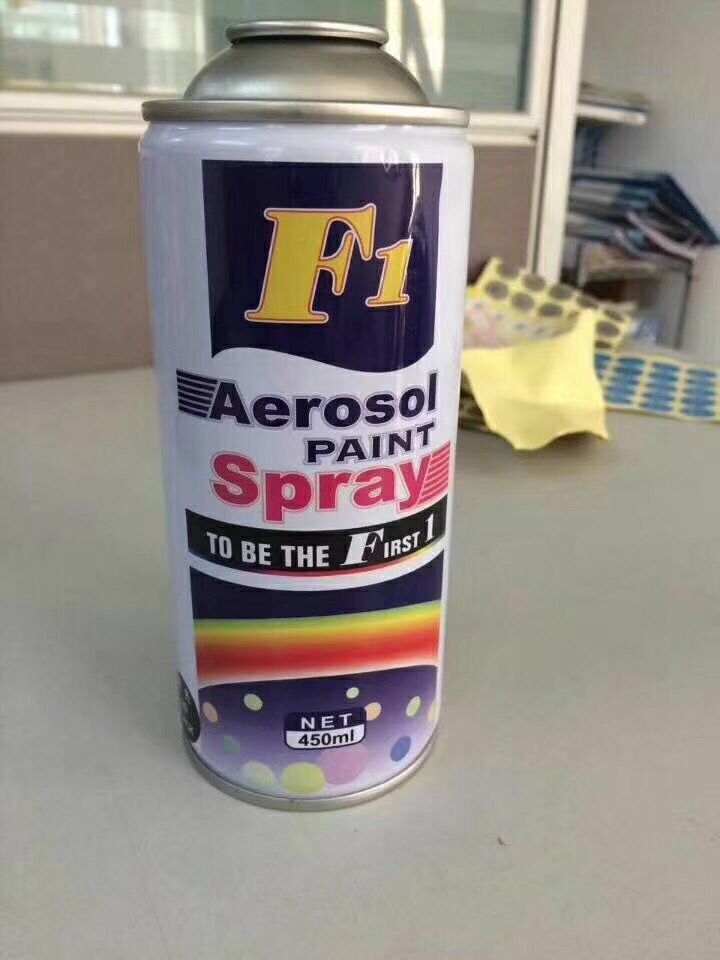 F1
Aerosol
PAINT
Spray
TO BE THE FIRST 1
NET
450ml